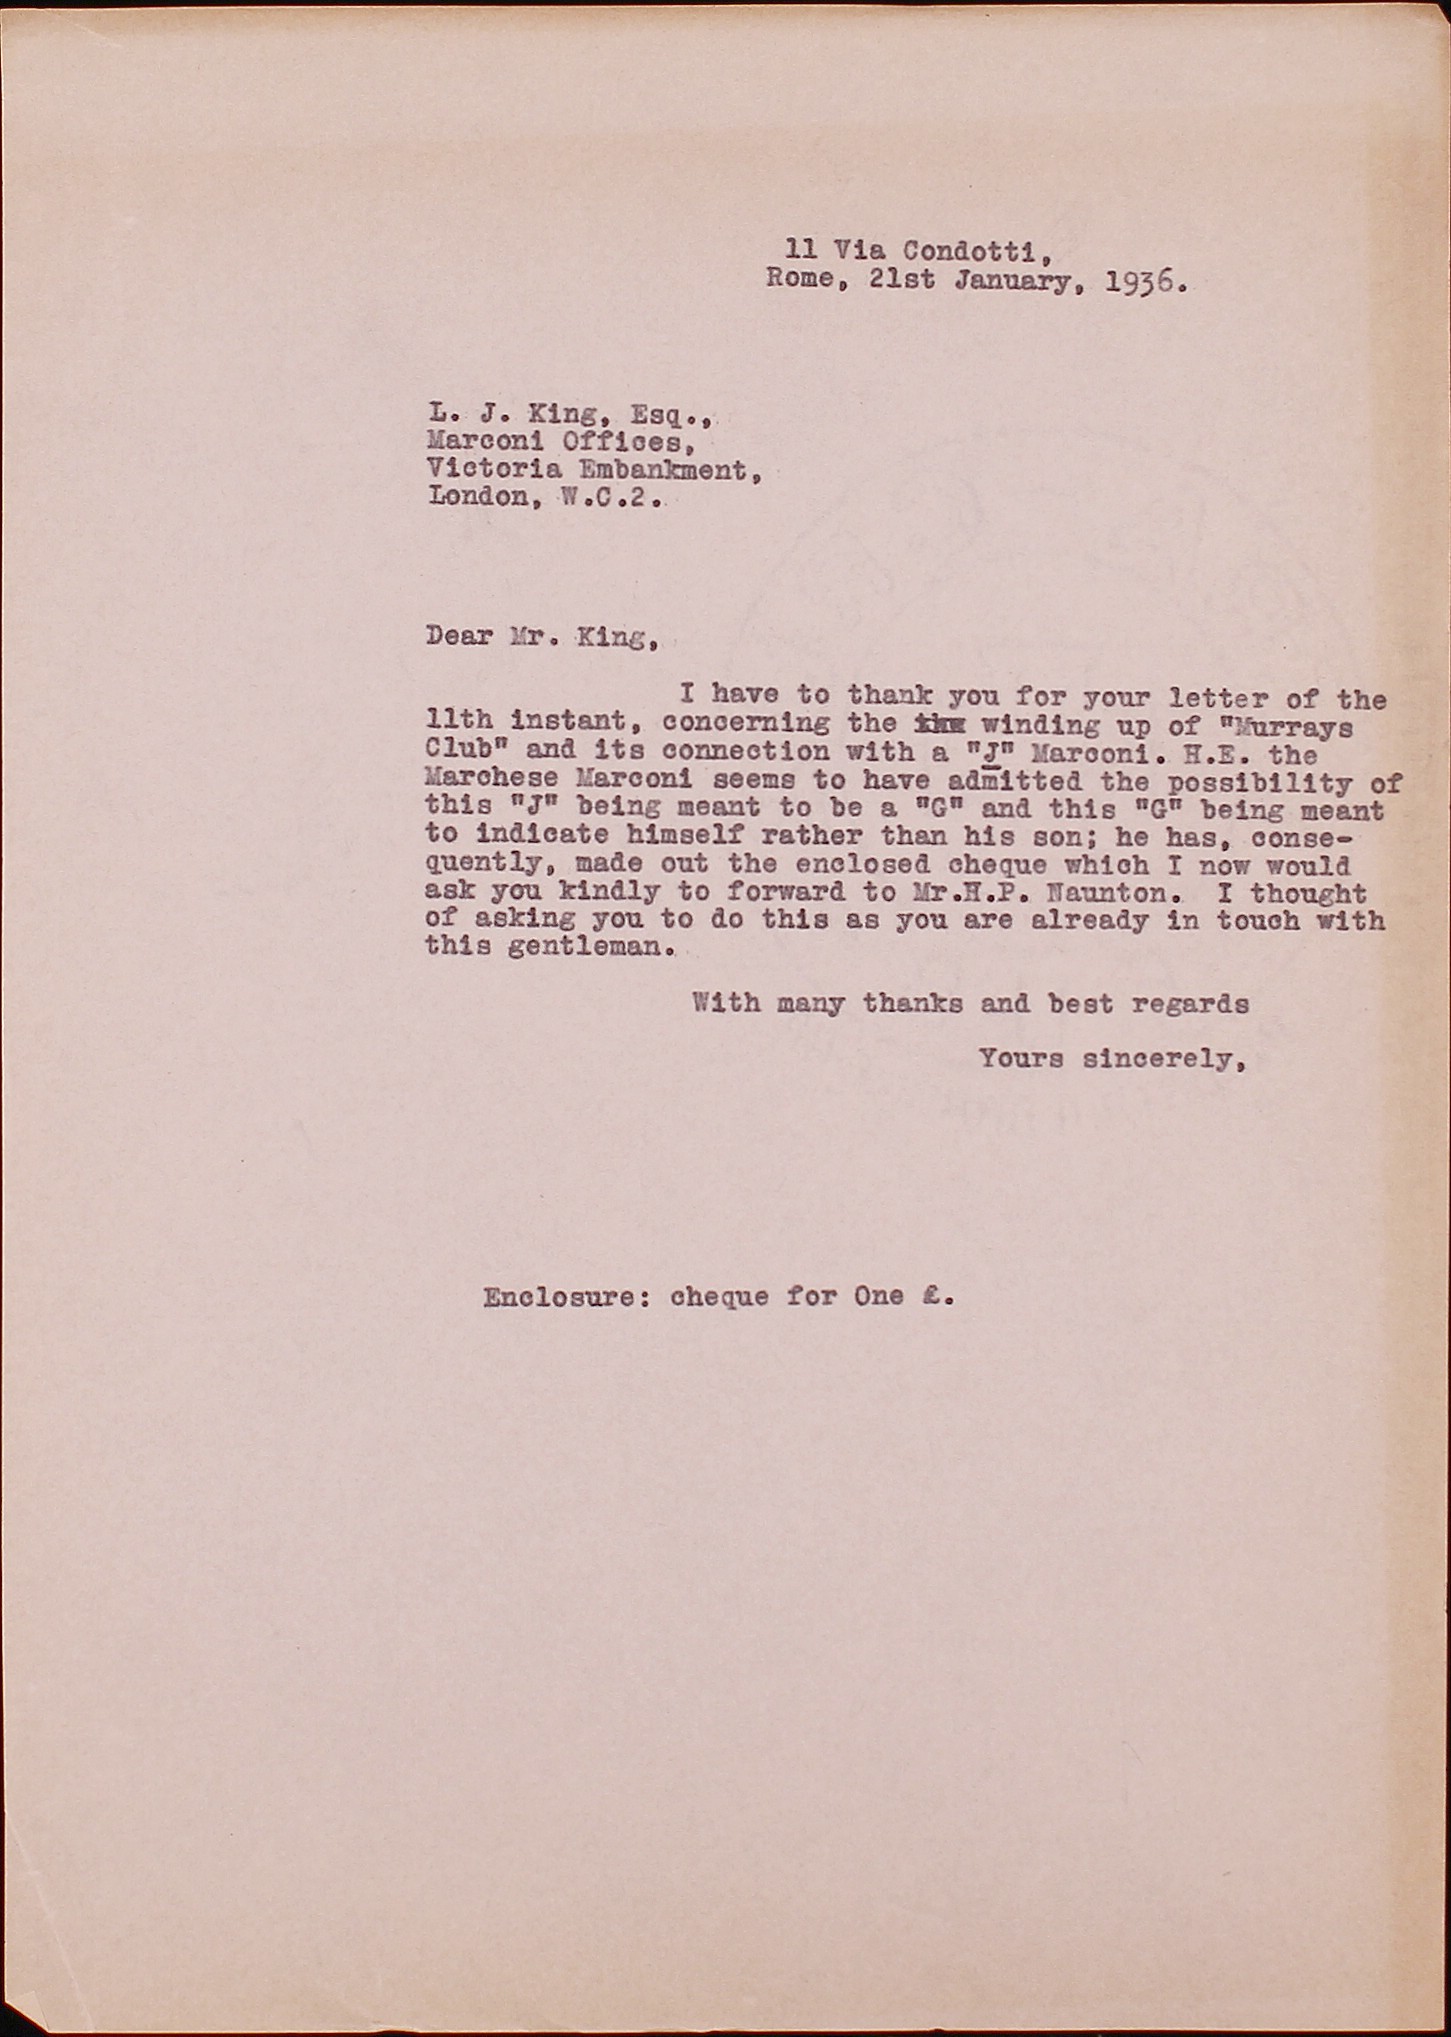 11 Via Condotti,
Rome, 21st January, 1936.
L. J. King, Esq.,
Marconi Offices,
Victoria Embankment,
London, W.C.2.
Dear Mr. King,
I have to thank you for your letter of the
11th instant, concerning the winding up of "Murrays
Club" and its connection with a "J" Marconi. H.E. the
Marchese Marconi seems to have admitted the possibility of
this "J" being meant to be a "G" and this "G" being meant
to indicate himself rather than his son; he has, conse-
quently, made out the enclosed cheque which I now would
ask you kindly to forward to Mr.H.P. Naunton. I thought
of asking you to do this as you are already in touch with
this gentleman.
With many thanks and best regards
Yours sincerely,
Enclosure: cheque for One £.